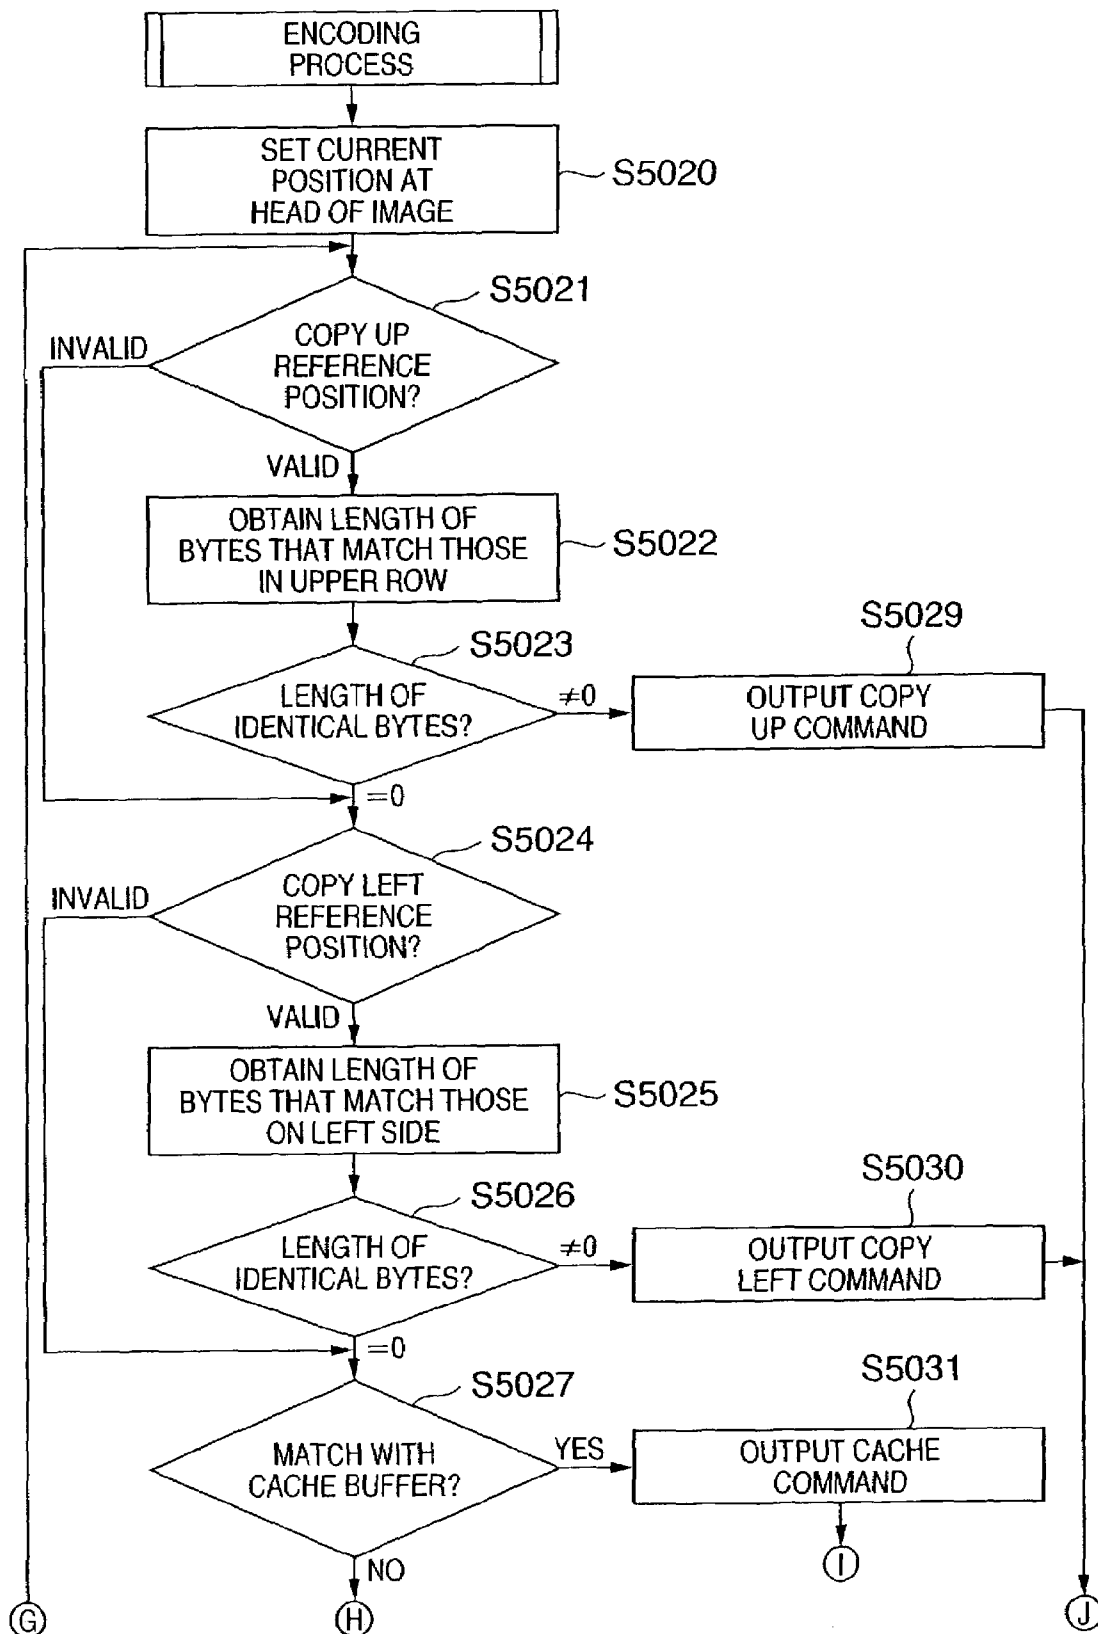 ENCODING
PROCESS
SET CURRENT
POSITION AT
HEAD OF IMAGE
S5020
S5021
COPY UP
REFERENCE
POSITION?
INVALID
VALID
OBTAIN LENGTH OF
BYTES THAT MATCH THOSE
IN UPPER ROW
S5022
S5023
LENGTH OF
IDENTICAL BYTES?
≠0
S5029
OUTPUT COPY
UP COMMAND
=0
S5024
COPY LEFT
REFERENCE
POSITION?
INVALID
VALID
OBTAIN LENGTH OF
BYTES THAT MATCH THOSE
ON LEFT SIDE
S5025
S5026
LENGTH OF
IDENTICAL BYTES?
≠0
S5030
OUTPUT COPY
LEFT COMMAND
=0
S5027
MATCH WITH
CACHE BUFFER?
YES
S5031
OUTPUT CACHE
COMMAND
NO
I
G
H
J